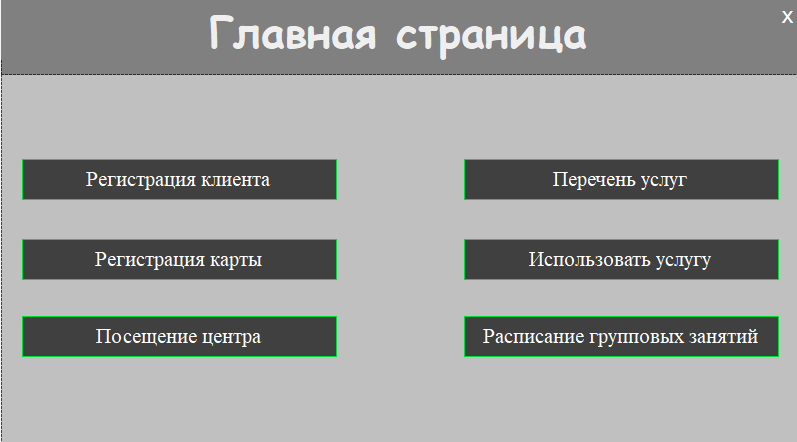 Главная страница
X
Регистрация клиента
Перечень услуг
Регистрация карты
Использовать услугу
Посещение центра
Расписание групповых занятий